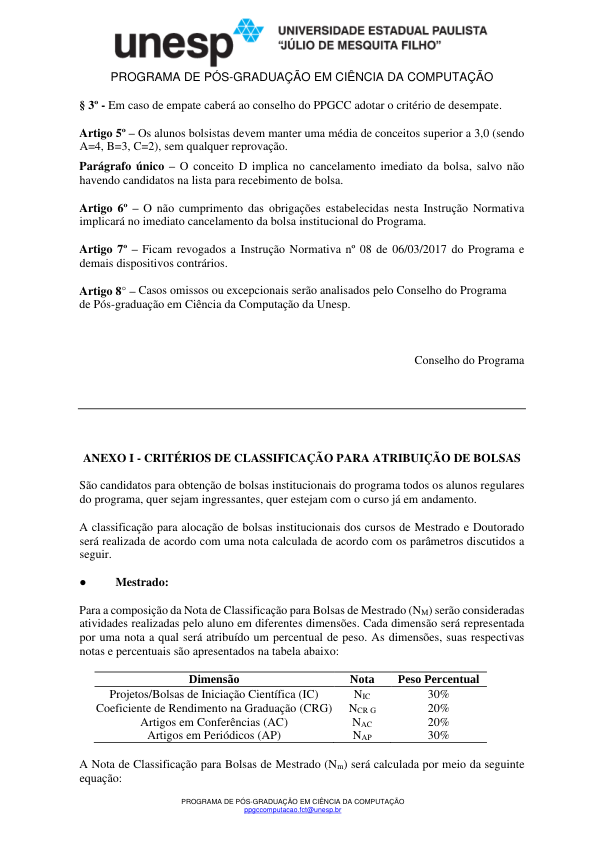 unesp
UNIVERSIDADE ESTADUAL PAULISTA
“JÚLIO DE MESQUITA FILHO”
PROGRAMA DE PÓS-GRADUAÇÃO EM CIÊNCIA DA COMPUTAÇÃO
§ 3º - Em caso de empate caberá ao conselho do PPGCC adotar o critério de desempate.
Artigo 5º – Os alunos bolsistas devem manter uma média de conceitos superior a 3,0 (sendo
A=4, B=3, C=2), sem qualquer reprovação.
Parágrafo único – O conceito D implica no cancelamento imediato da bolsa, salvo não
havendo candidatos na lista para recebimento de bolsa.
Artigo 6º – O não cumprimento das obrigações estabelecidas nesta Instrução Normativa
implicará no imediato cancelamento da bolsa institucional do Programa.
Artigo 7º – Ficam revogados a Instrução Normativa nº 08 de 06/03/2017 do Programa e
demais dispositivos contrários.
Artigo 8° – Casos omissos ou excepcionais serão analisados pelo Conselho do Programa
de Pós-graduação em Ciência da Computação da Unesp.
Conselho do Programa
ANEXO I - CRITÉRIOS DE CLASSIFICAÇÃO PARA ATRIBUIÇÃO DE BOLSAS
São candidatos para obtenção de bolsas institucionais do programa todos os alunos regulares
do programa, quer sejam ingressantes, quer estejam com o curso já em andamento.
A classificação para alocação de bolsas institucionais dos cursos de Mestrado e Doutorado
será realizada de acordo com uma nota calculada de acordo com os parâmetros discutidos a
seguir.
● Mestrado:
Para a composição da Nota de Classificação para Bolsas de Mestrado (NM) serão consideradas
atividades realizadas pelo aluno em diferentes dimensões. Cada dimensão será representada
por uma nota a qual será atribuído um percentual de peso. As dimensões, suas respectivas
notas e percentuais são apresentados na tabela abaixo:
Dimensão Nota Peso Percentual
Projetos/Bolsas de Iniciação Científica (IC) NIC 30%
Coeficiente de Rendimento na Graduação (CRG) NCR G 20%
Artigos em Conferências (AC) NAC 20%
Artigos em Periódicos (AP) NAP 30%
A Nota de Classificação para Bolsas de Mestrado (Nm) será calculada por meio da seguinte
equação:
PROGRAMA DE PÓS-GRADUAÇÃO EM CIÊNCIA DA COMPUTAÇÃO
ppgccomputacao.fct@unesp.br